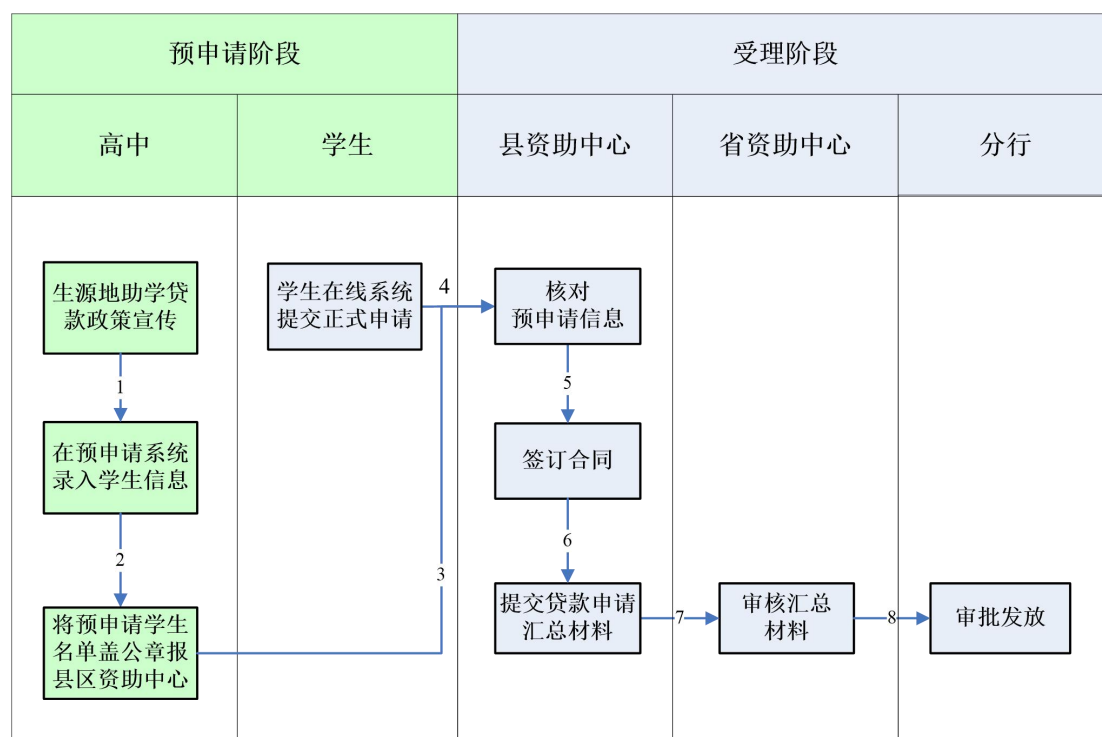 预申请阶段
受理阶段
高中
学生
县资助中心
省资助中心
分行
生源地助学贷
款政策宣传
1
在预申请系统
录入学生信息
2
将预申请学生
名单盖公章报
县区资助中心
3
学生在线系统
提交正式申请
4
核对
预申请信息
5
签订合同
6
提交贷款申请
汇总材料
7
审核汇总
材料
8
审批发放